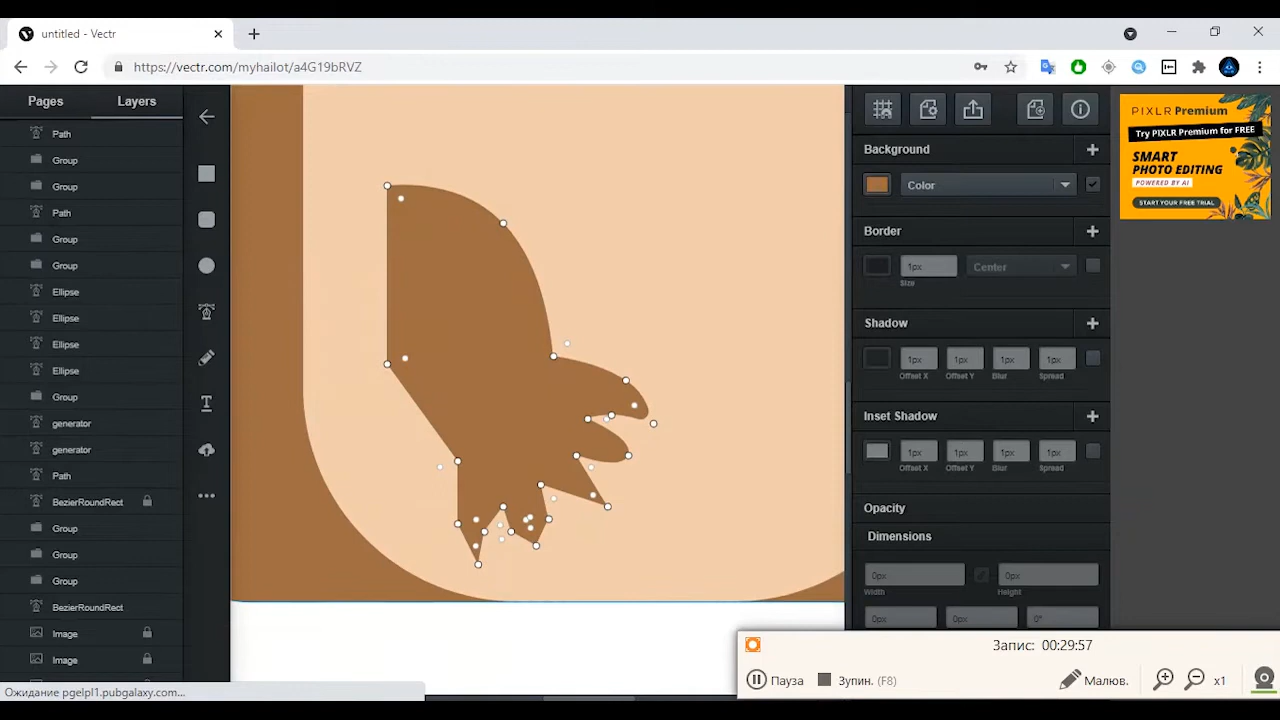 untitled - Vectr
https://vectr.com/myhailot/a4G19bRVZ
Pages
Layers
Path
Group
Group
Path
Group
Group
Ellipse
Ellipse
Ellipse
Ellipse
Group
generator
generator
Path
BezierRoundRect
Group
Group
Group
BezierRoundRect
Image
Image
Background
Color
Border
1px
Center
Size
Shadow
1px 1px 1px 1px
Offset X Offset Y Blur Spread
Inset Shadow
1px 1px 1px 1px
Offset X Offset Y Blur Spread
Opacity
Dimensions
0px 0px
Width Height
0px 0px 0°
PIXLR Premium
Try PIXLR Premium for FREE
SMART
PHOTO EDITING
POWERED BY AI
START YOUR FREE TRIAL
Запис: 00:29:57
Пауза Зупин. (F8) Малюв. x1
Ожидание pgelpl1.pubgalaxy.com...